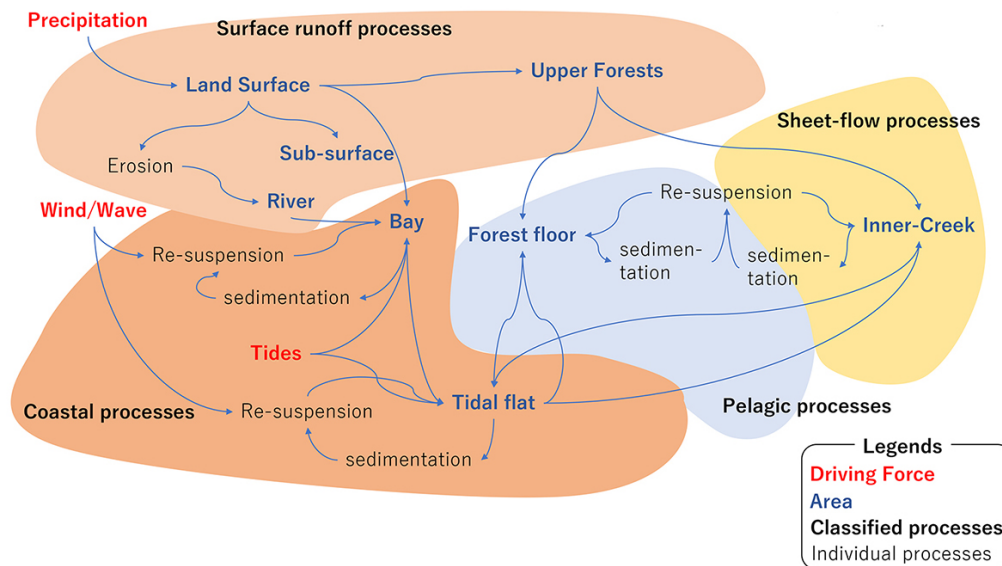 Precipitation
Surface runoff processes
Land Surface
Upper Forests
Sheet-flow processes
Sub-surface
Erosion
River
Wind/Wave
Bay
Re-suspension
Forest floor
Inner-Creek
Re-suspension
sedimen-
tation
sedimen-
tation
sedimentation
Tides
Coastal processes
Re-suspension
Tidal flat
Pelagic processes
sedimentation
Legends
Driving Force
Area
Classified processes
Individual processes